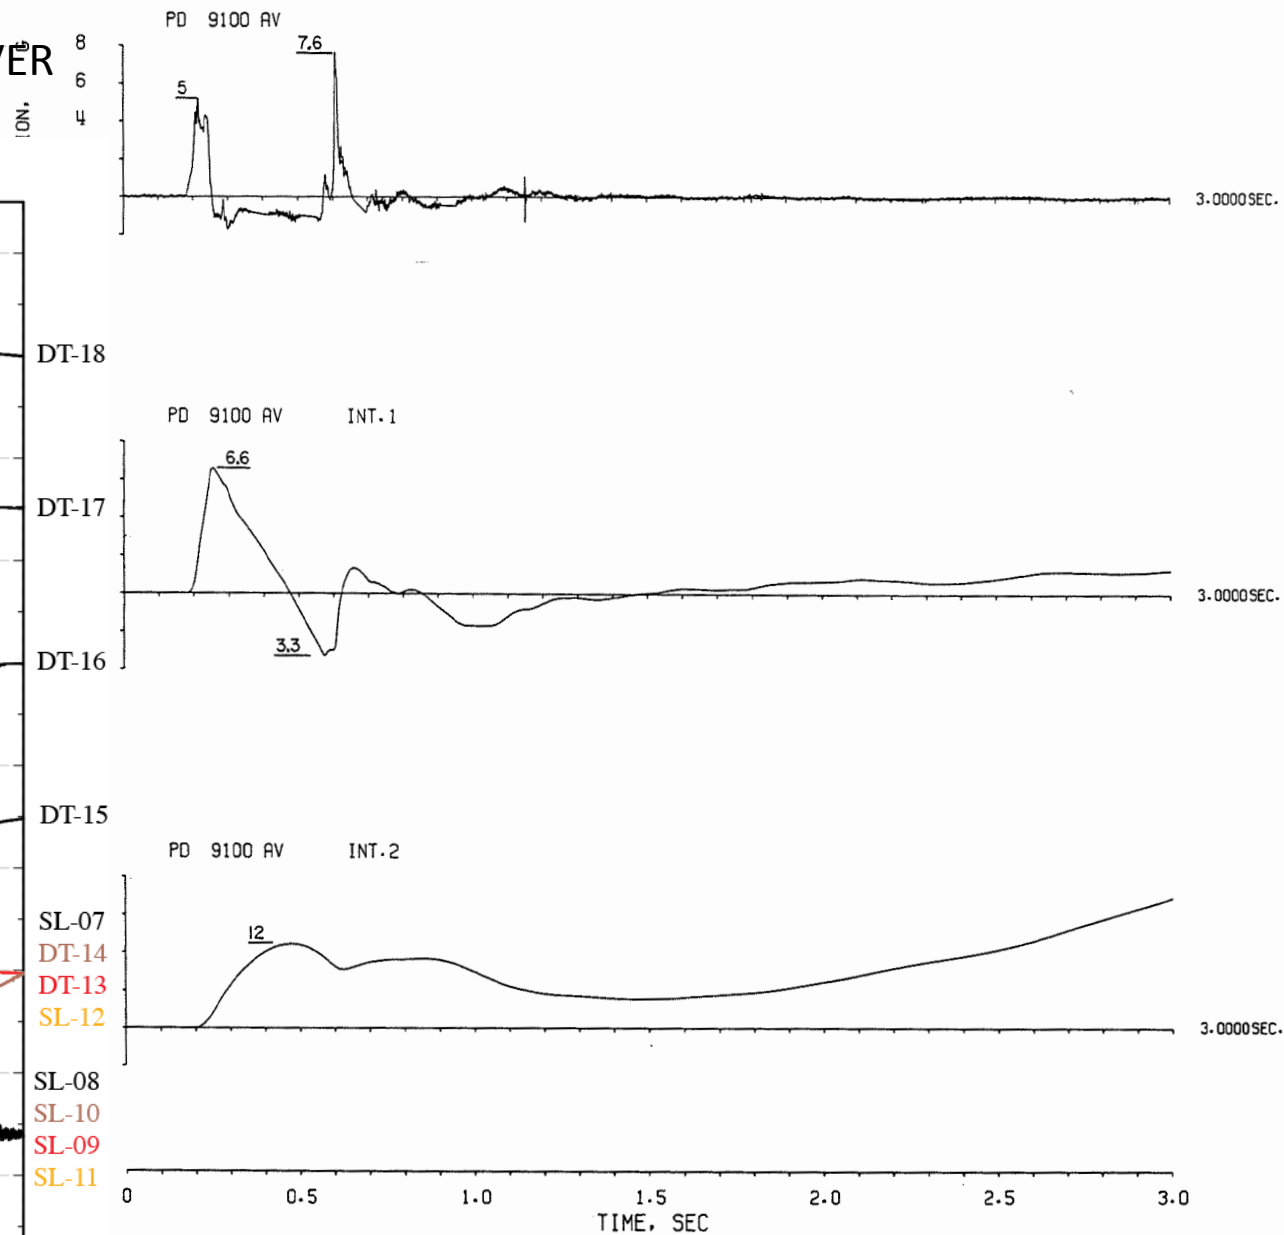 PD 9100 AV
VER
ION, G
8
6
4
5
7.6
3.0000SEC.
DT-18
PD 9100 AV INT.1
6.6
DT-17
3.3
3.0000SEC.
DT-16
DT-15
PD 9100 AV INT.2
12
SL-07
DT-14
DT-13
SL-12
3.0000SEC.
SL-08
SL-10
SL-09
SL-11
0 0.5 1.0 1.5 2.0 2.5 3.0
TIME, SEC